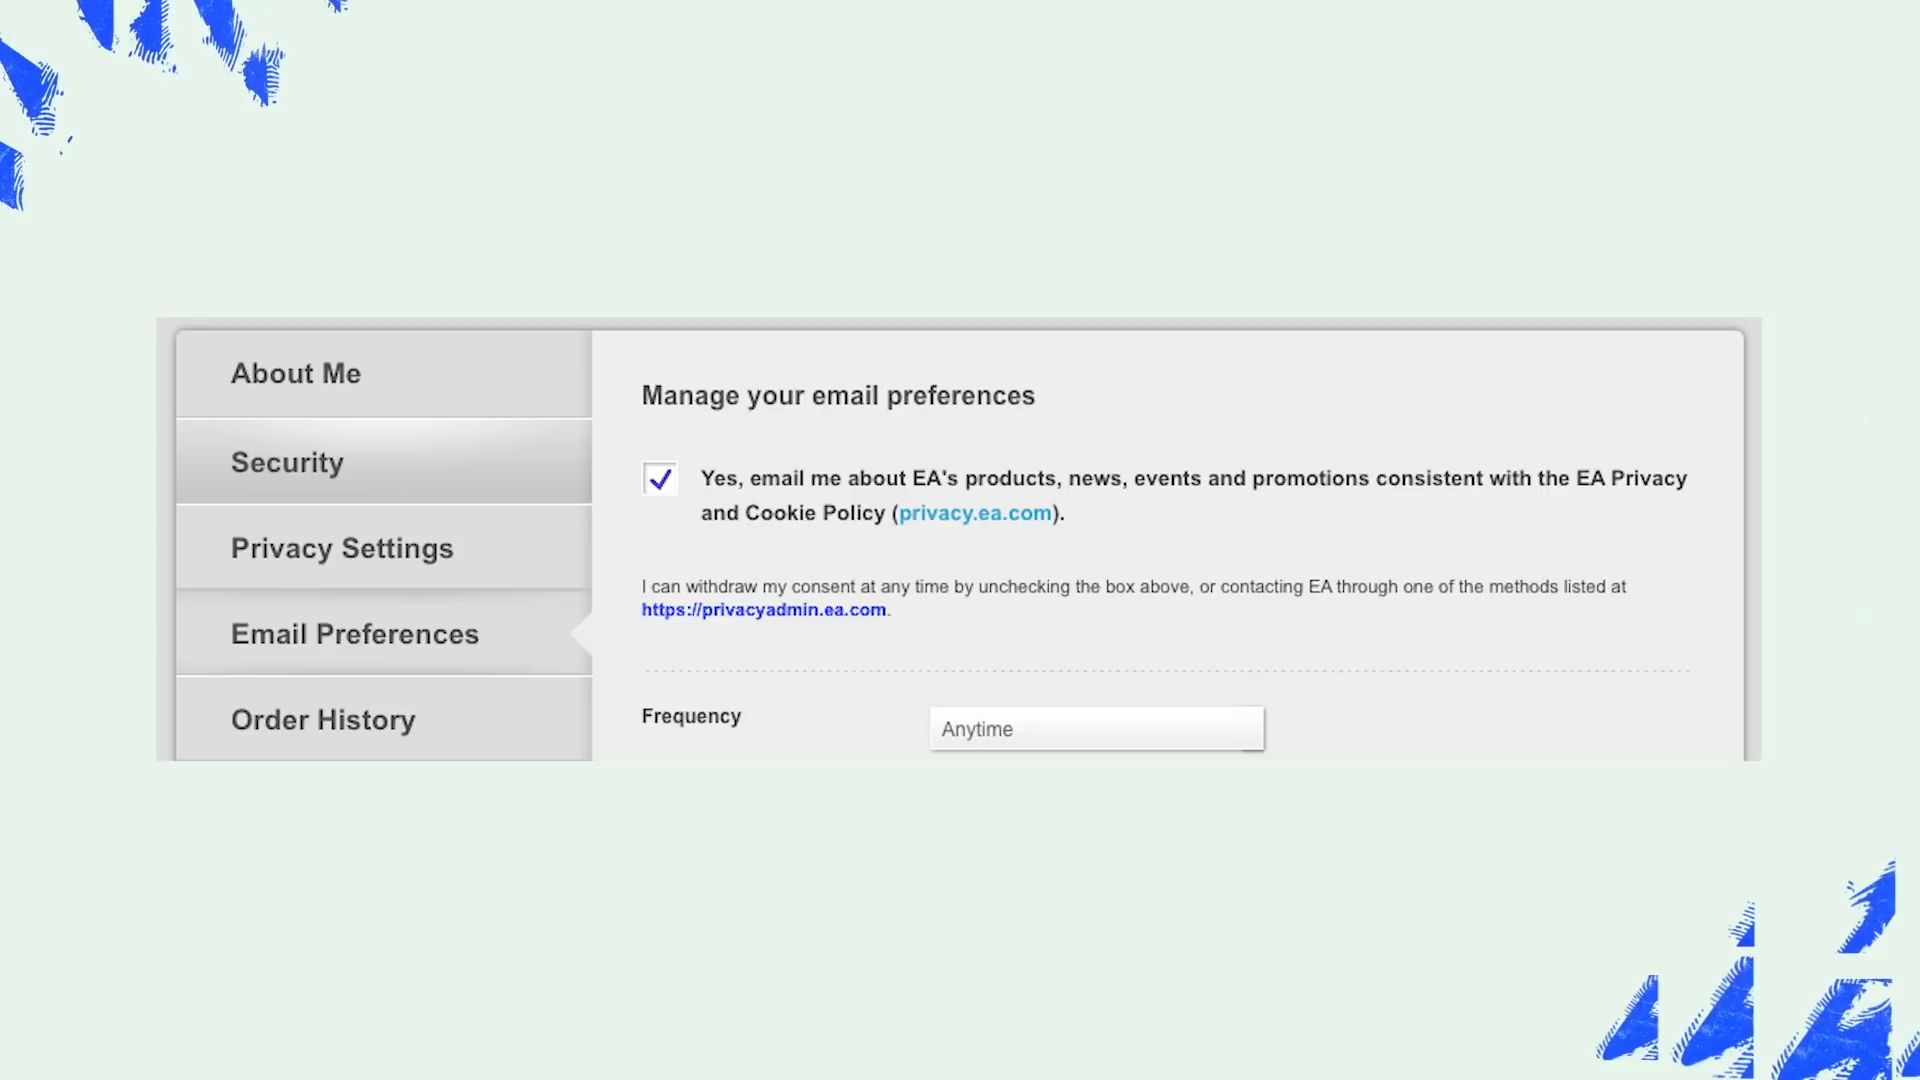 About Me
Security
Privacy Settings
Email Preferences
Order History
Manage your email preferences
Yes, email me about EA's products, news, events and promotions consistent with the EA Privacy
and Cookie Policy (privacy.ea.com).
I can withdraw my consent at any time by unchecking the box above, or contacting EA through one of the methods listed at
https://privacyadmin.ea.com.
Frequency
Anytime